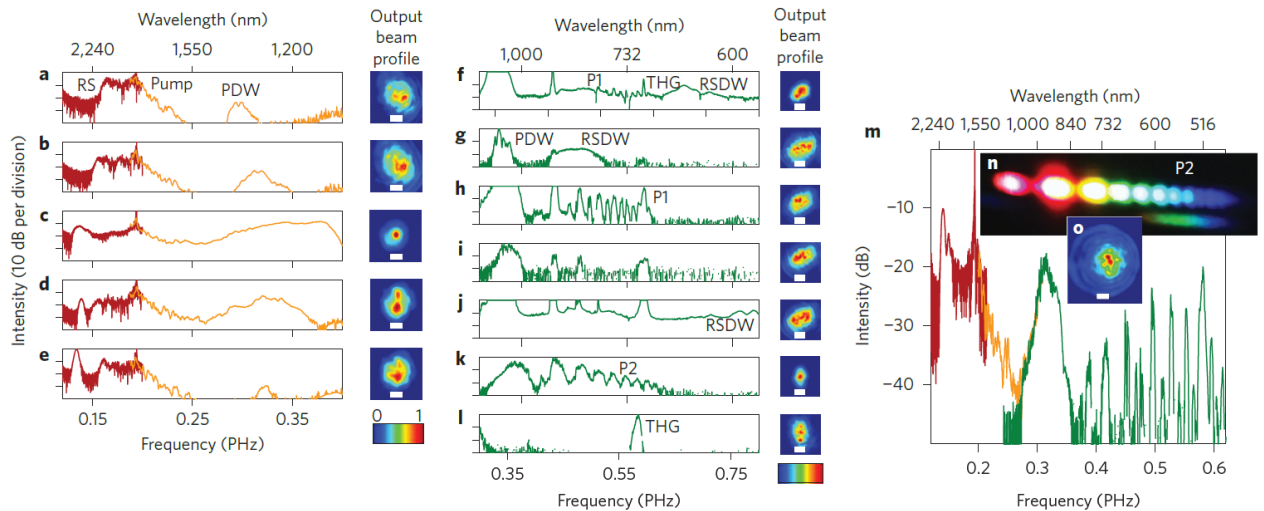 Wavelength (nm)
2,240 1,550 1,200
Output
beam
profile
a RS Pump PDW
b
c
d
e
0.15 0.25 0.35
Frequency (PHz)
Intensity (10 dB per division)
0 1
Wavelength (nm)
1,000 732 600
Output
beam
profile
f P1 THG RSDW
g PDW RSDW
h P1
i
j RSDW
k P2
l THG
0.35 0.55 0.75
Frequency (PHz)
Wavelength (nm)
m 2,240 1,550 1,000 840 732 600 516
n P2
o
−10
−20
−30
−40
Intensity (dB)
0.2 0.3 0.4 0.5 0.6
Frequency (PHz)